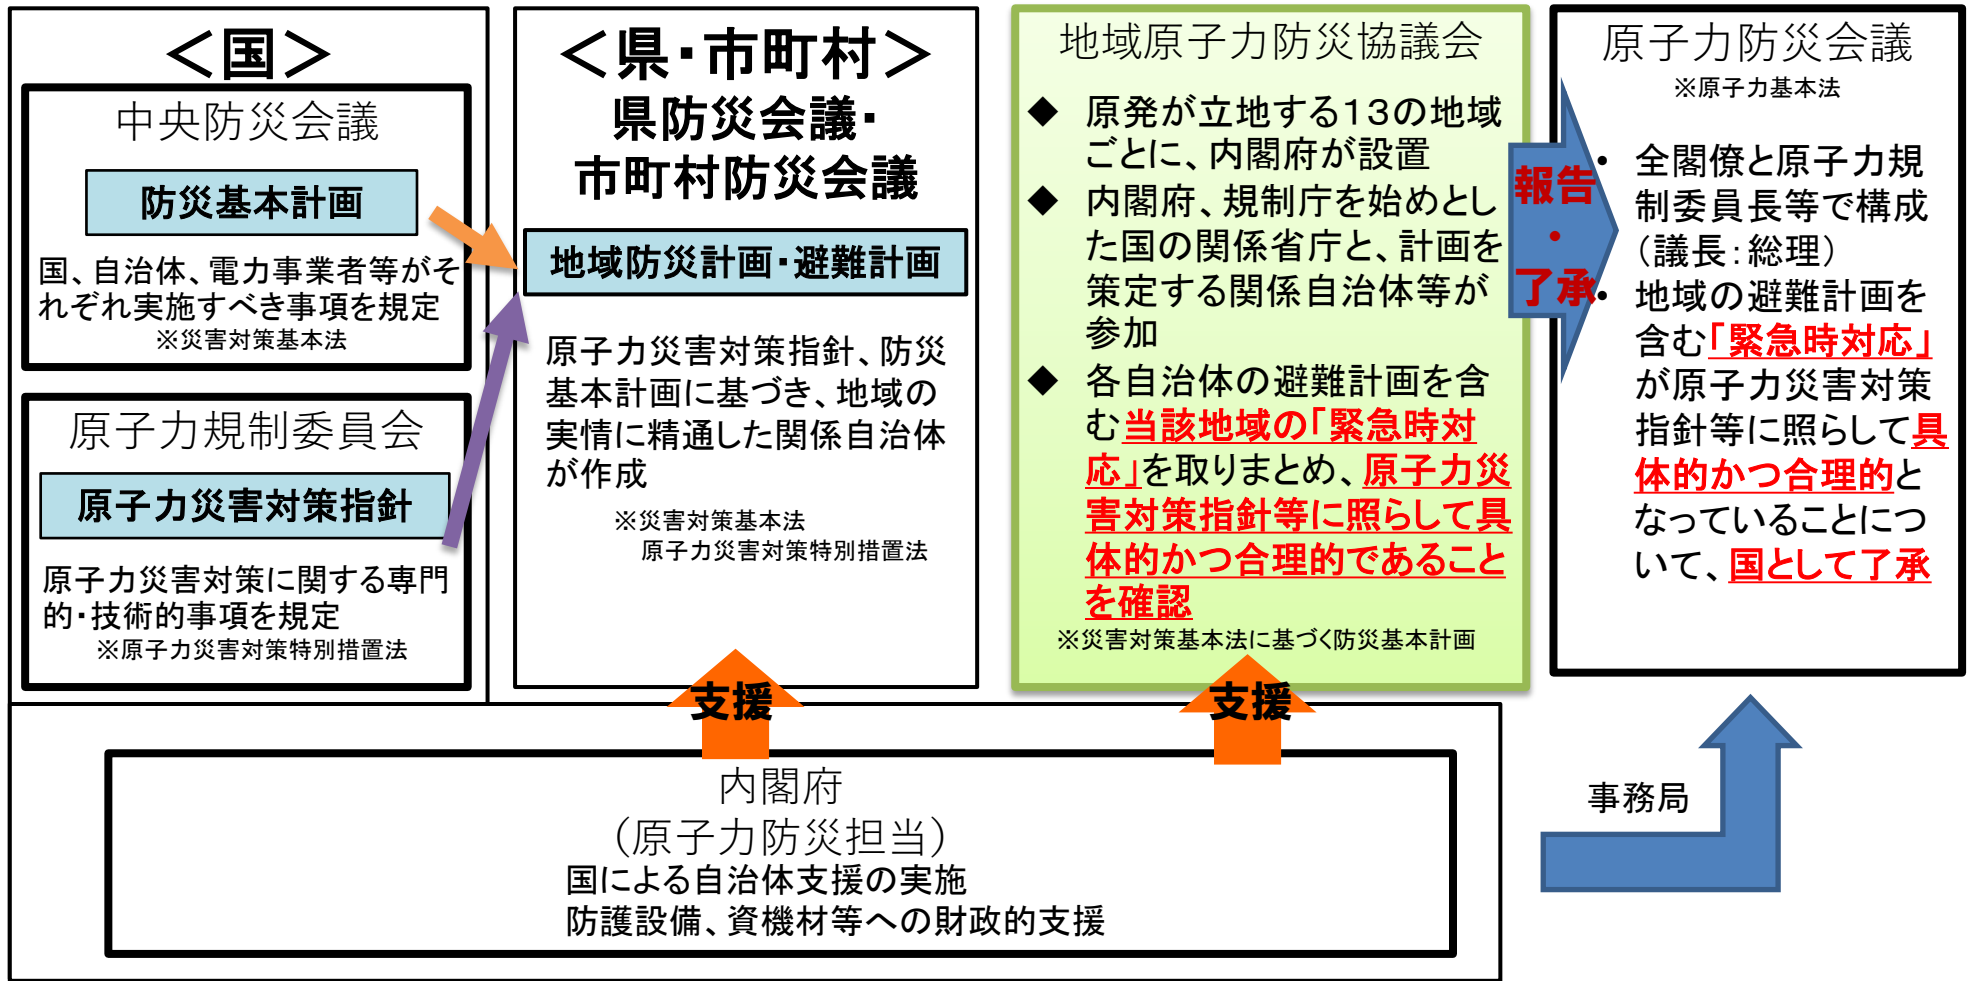 ＜国＞
中央防災会議
防災基本計画
国、自治体、電力事業者等がそ
れぞれ実施すべき事項を規定
※災害対策基本法
原子力規制委員会
原子力災害対策指針
原子力災害対策に関する専門
的・技術的事項を規定
※原子力災害対策特別措置法
＜県・市町村＞
県防災会議・
市町村防災会議
地域防災計画・避難計画
原子力災害対策指針、防災
基本計画に基づき、地域の
実情に精通した関係自治体
が作成
※災害対策基本法
原子力災害対策特別措置法
支援
地域原子力防災協議会
◆ 原発が立地する13の地域
ごとに、内閣府が設置
◆ 内閣府、規制庁を始めとし
た国の関係省庁と、計画を
策定する関係自治体等が
参加
◆ 各自治体の避難計画を含
む当該地域の「緊急時対
応」を取りまとめ、原子力災
害対策指針等に照らして具
体的かつ合理的であること
を確認
※災害対策基本法に基づく防災基本計画
支援
報告
・
了承
原子力防災会議
※原子力基本法
• 全閣僚と原子力規
制委員長等で構成
（議長：総理）
• 地域の避難計画を
含む「緊急時対応」
が原子力災害対策
指針等に照らして具
体的かつ合理的と
なっていることにつ
いて、国として了承
内閣府
（原子力防災担当）
国による自治体支援の実施
防護設備、資機材等への財政的支援
事務局